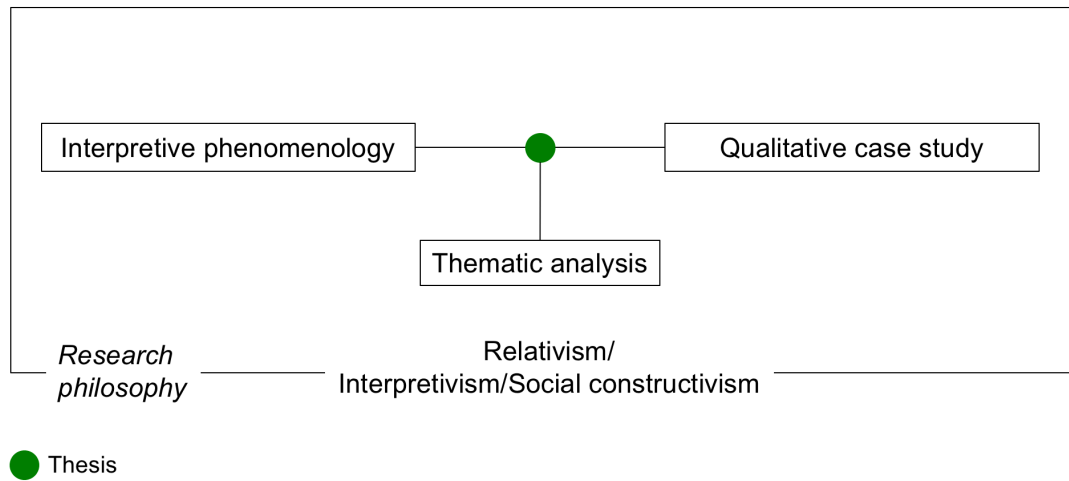 Interpretive phenomenology
Qualitative case study
Thematic analysis
Research
philosophy
Relativism/
Interpretivism/Social constructivism
Thesis